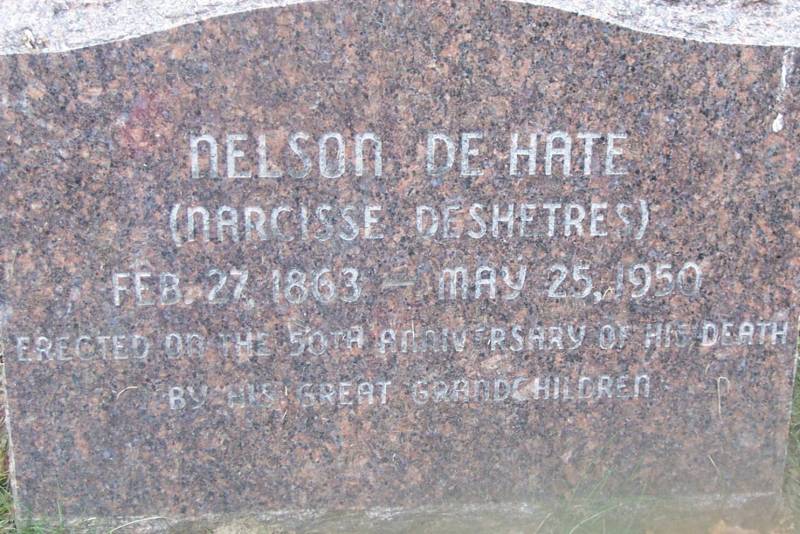 NELSON DE HATE
(NARCISSE DESHETRES)
FEB. 27, 1863 – MAY 25, 1950
ERECTED ON THE 50TH ANNIVERSARY OF HIS DEATH
BY HIS GREAT GRANDCHILDREN